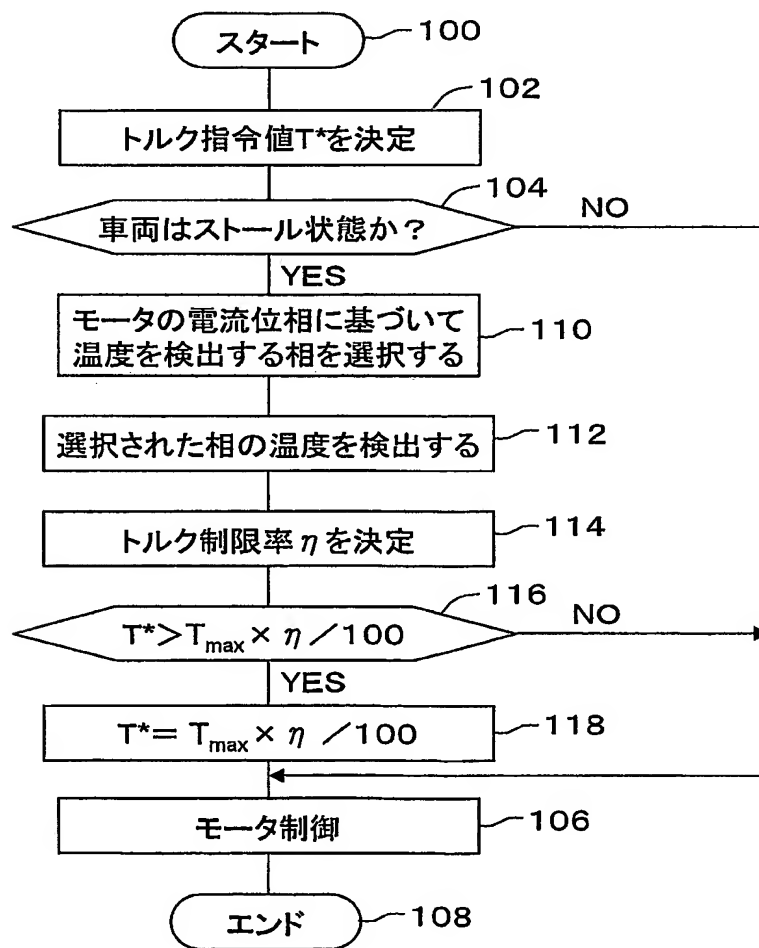 スタート
100
102
トルク指令値T*を決定
104
車両はストール状態か？
NO
YES
モータの電流位相に基づいて
温度を検出する相を選択する
110
選択された相の温度を検出する
112
トルク制限率ηを決定
114
116
T*>Tmax×η/100
NO
YES
T*=Tmax×η/100
118
モータ制御
106
エンド
108